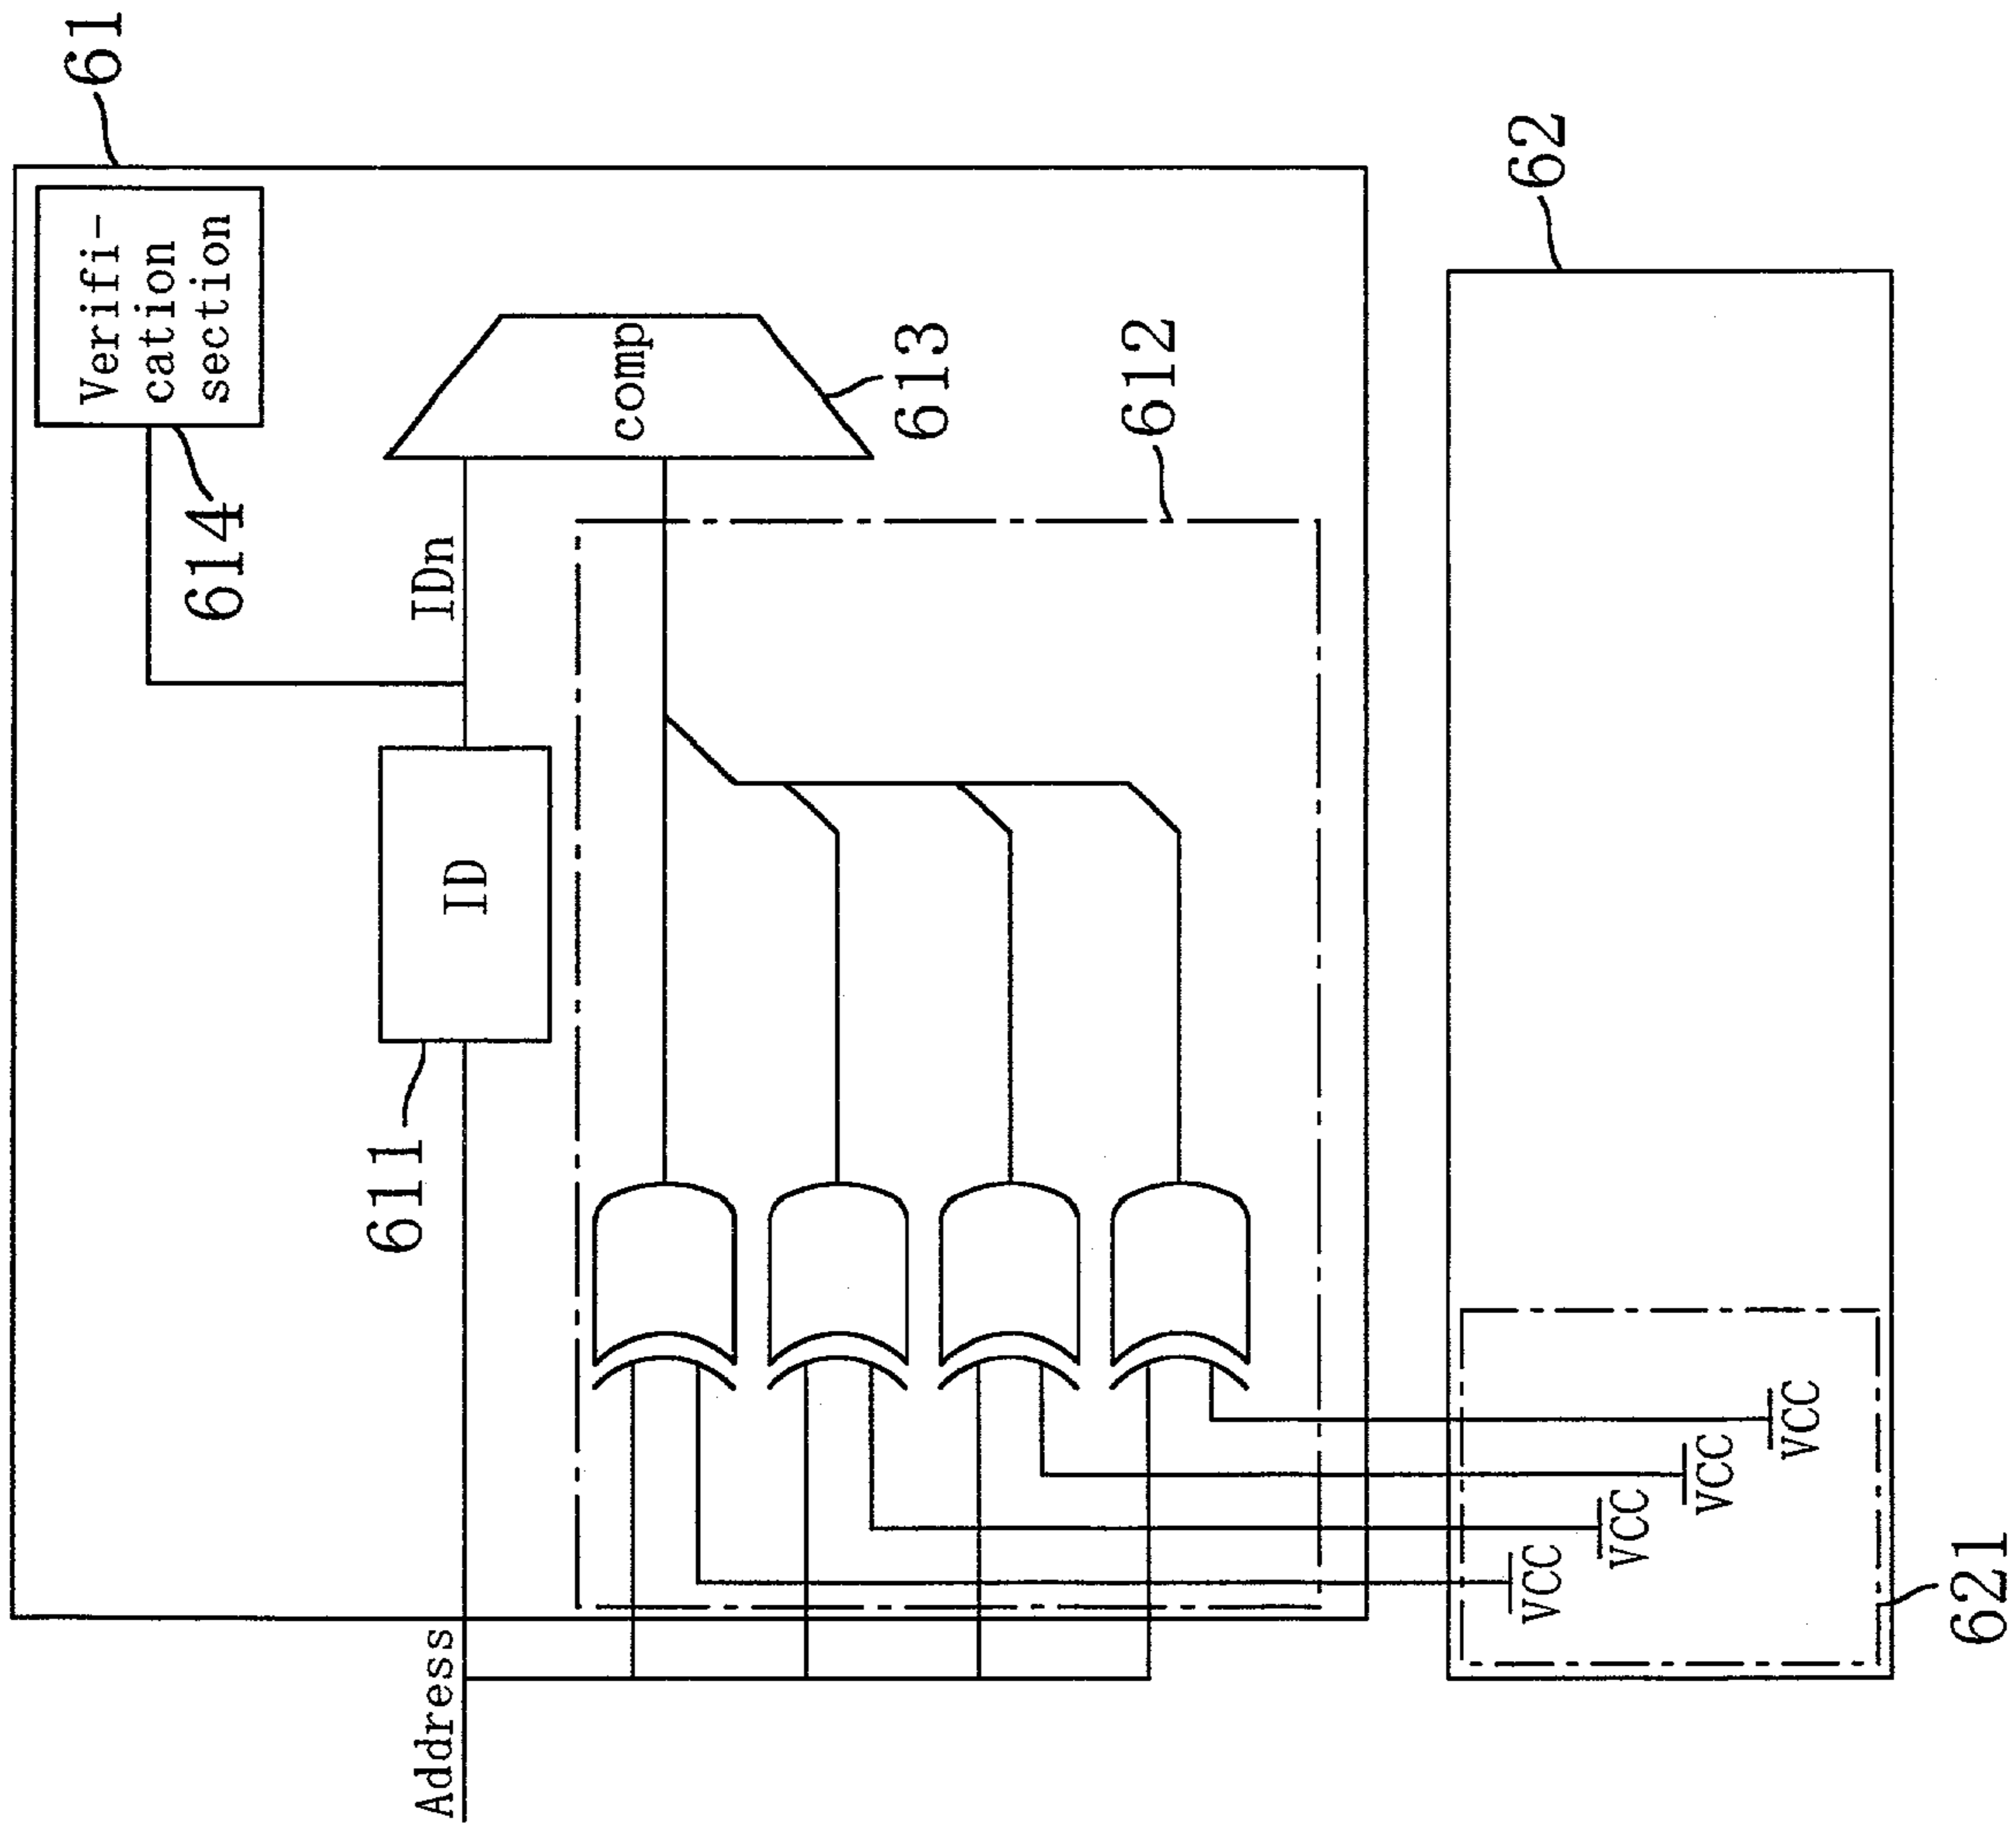 61
Verifi-
cation
section
614
IDn
comp
613
612
ID
611
Address
62
VCC
VCC
VCC
VCC
621